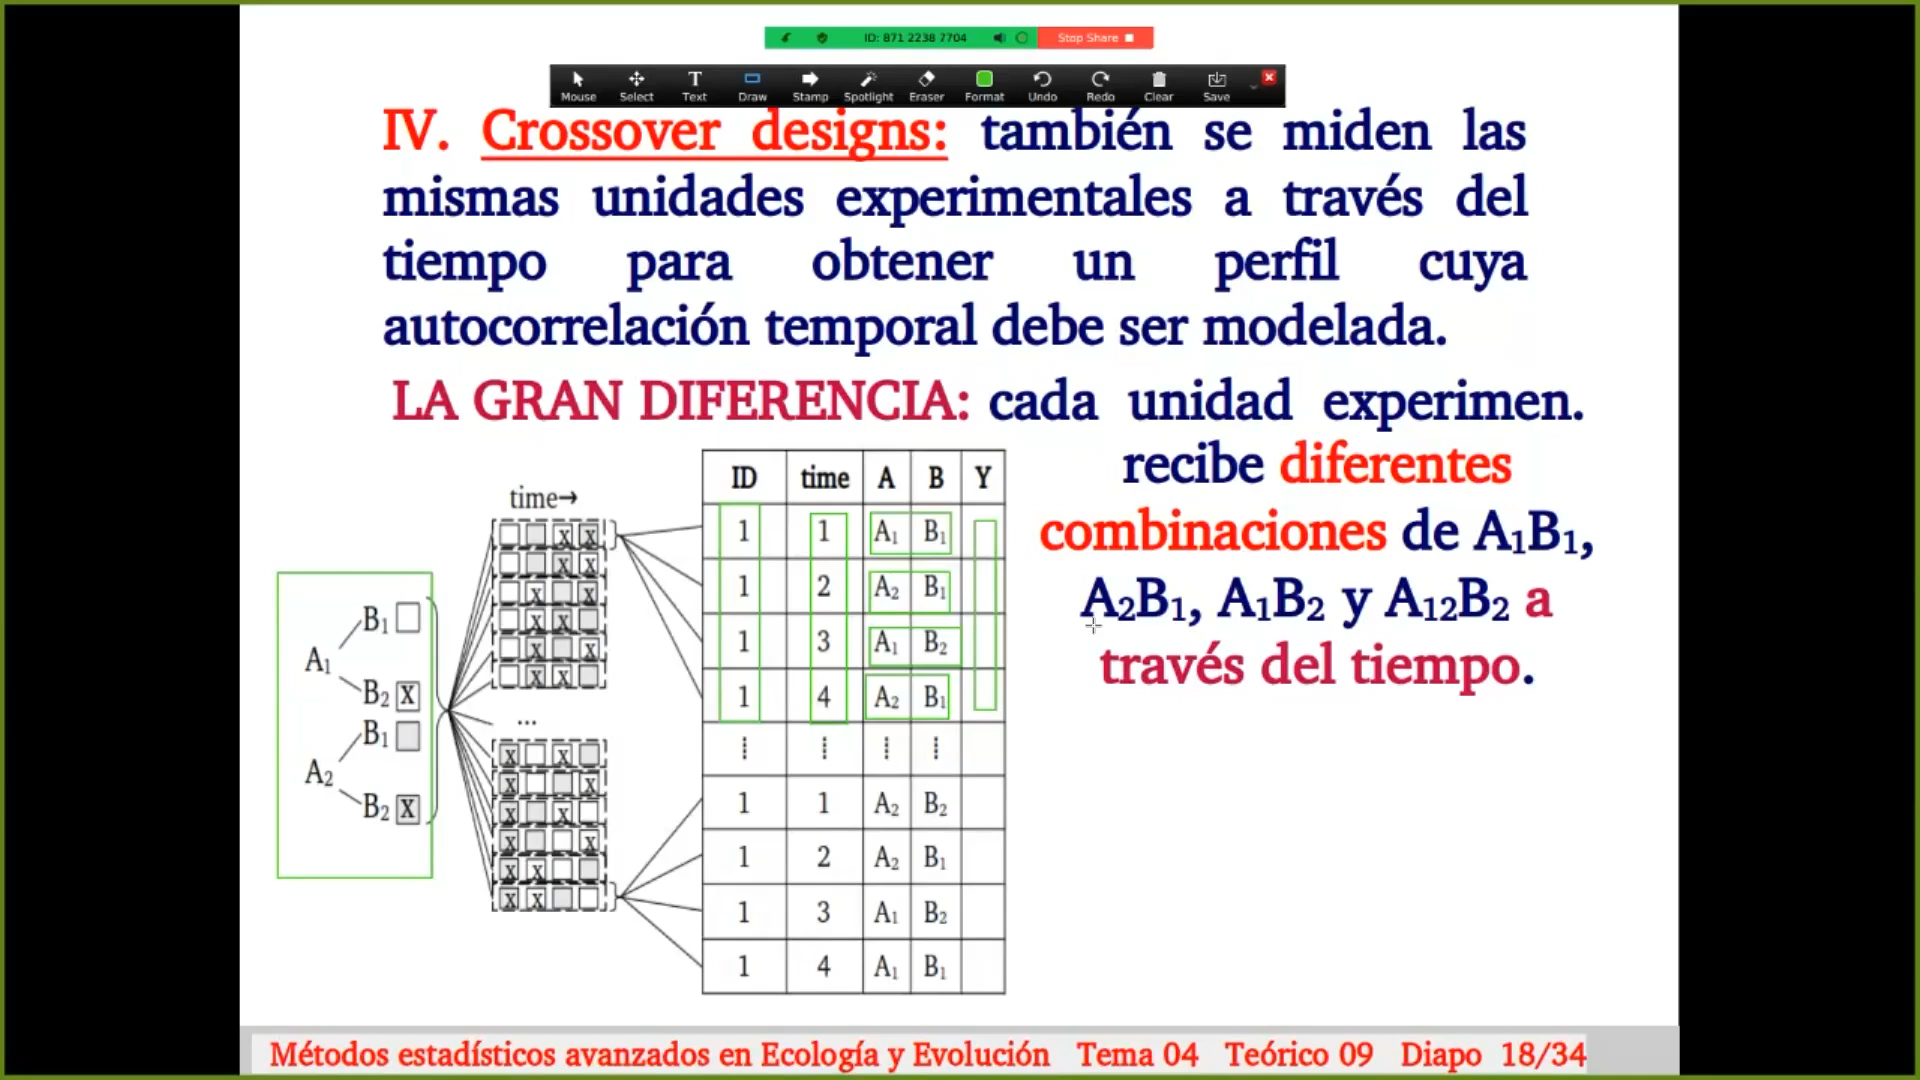 ID: 871 2238 7704 Stop Share
Mouse Select Text Draw Stamp Spotlight Eraser Format Undo Redo Clear Save
IV. Crossover designs: también se miden las
mismas unidades experimentales a través del
tiempo para obtener un perfil cuya
autocorrelación temporal debe ser modelada.
LA GRAN DIFERENCIA: cada unidad experimen.
recibe diferentes
combinaciones de A₁B₁,
A₂B₁, A₁B₂ y A₁₂B₂ a
través del tiempo.
A₁
B₁
B₂ X
A₂
B₁
B₂ X
time→
x x
x x
x x
x x
x x
x x
...
x x
x x
x x
x x
x x
x x
ID time A B Y
1 1 A₁ B₁
1 2 A₂ B₁
1 3 A₁ B₂
1 4 A₂ B₁
⋮ ⋮ ⋮ ⋮
1 1 A₂ B₂
1 2 A₂ B₁
1 3 A₁ B₂
1 4 A₁ B₁
Métodos estadísticos avanzados en Ecología y Evolución Tema 04 Teórico 09 Diapo 18/34